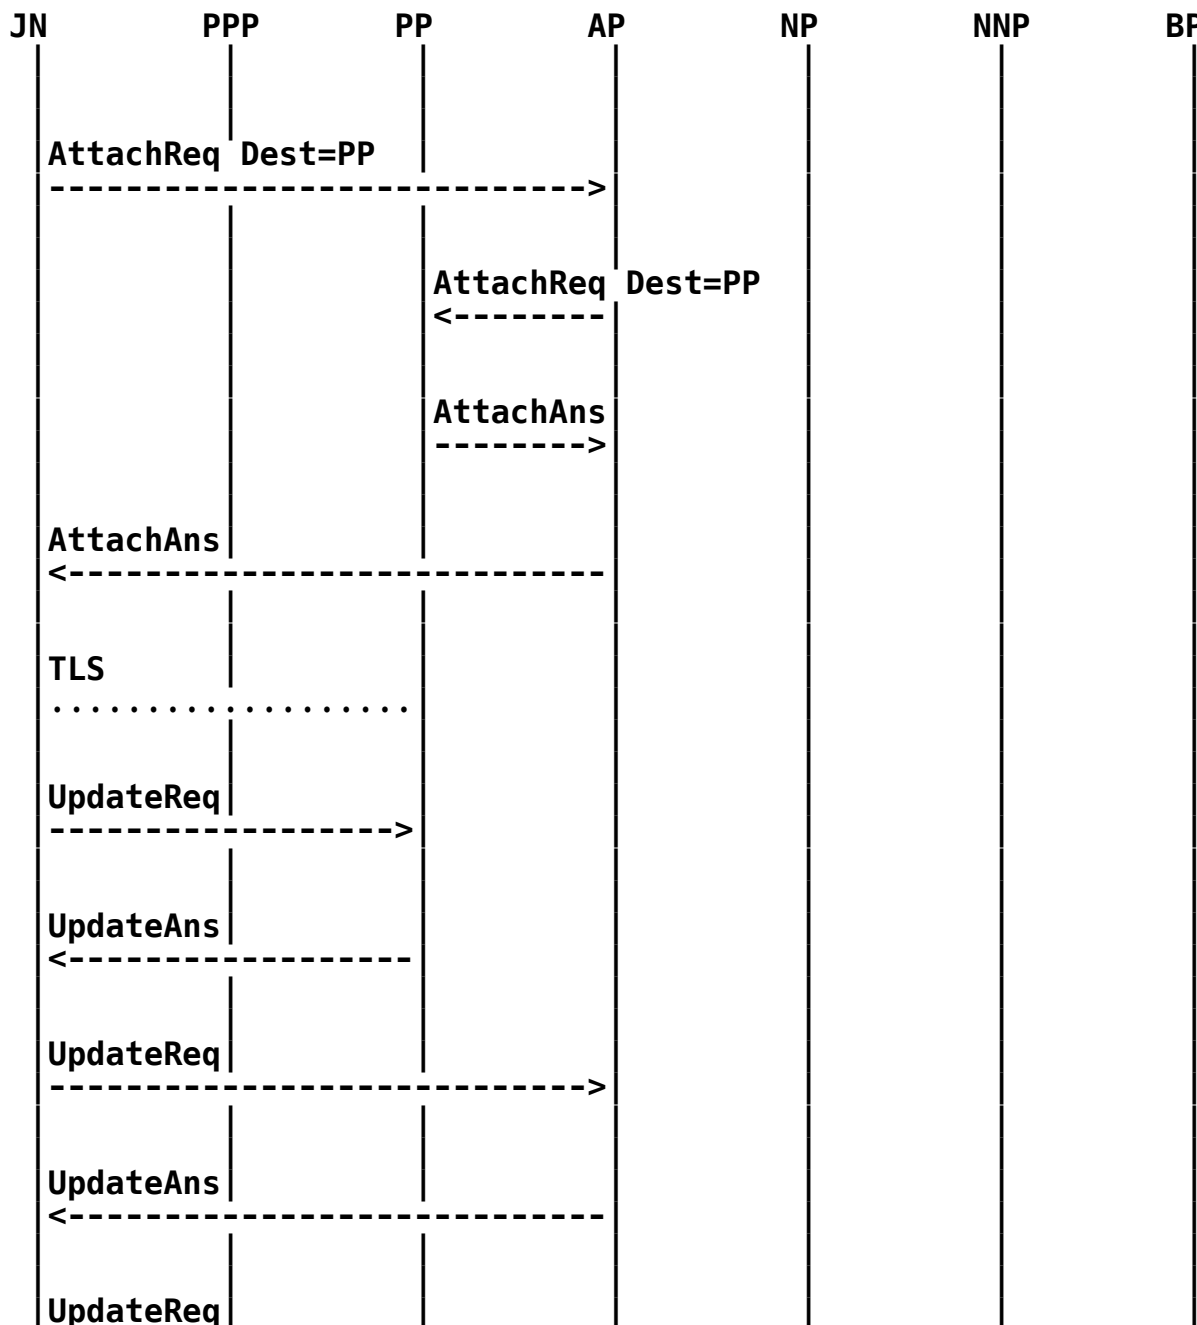 JN PPP PP AP NP NNP BP
AttachReq Dest=PP
---------------------------->
AttachReq Dest=PP
<--------
AttachAns
-------->
AttachAns
<----------------------------
TLS
...................
UpdateReq
------------------>
UpdateAns
<------------------
UpdateReq
---------------------------->
UpdateAns
<----------------------------
UpdateReq